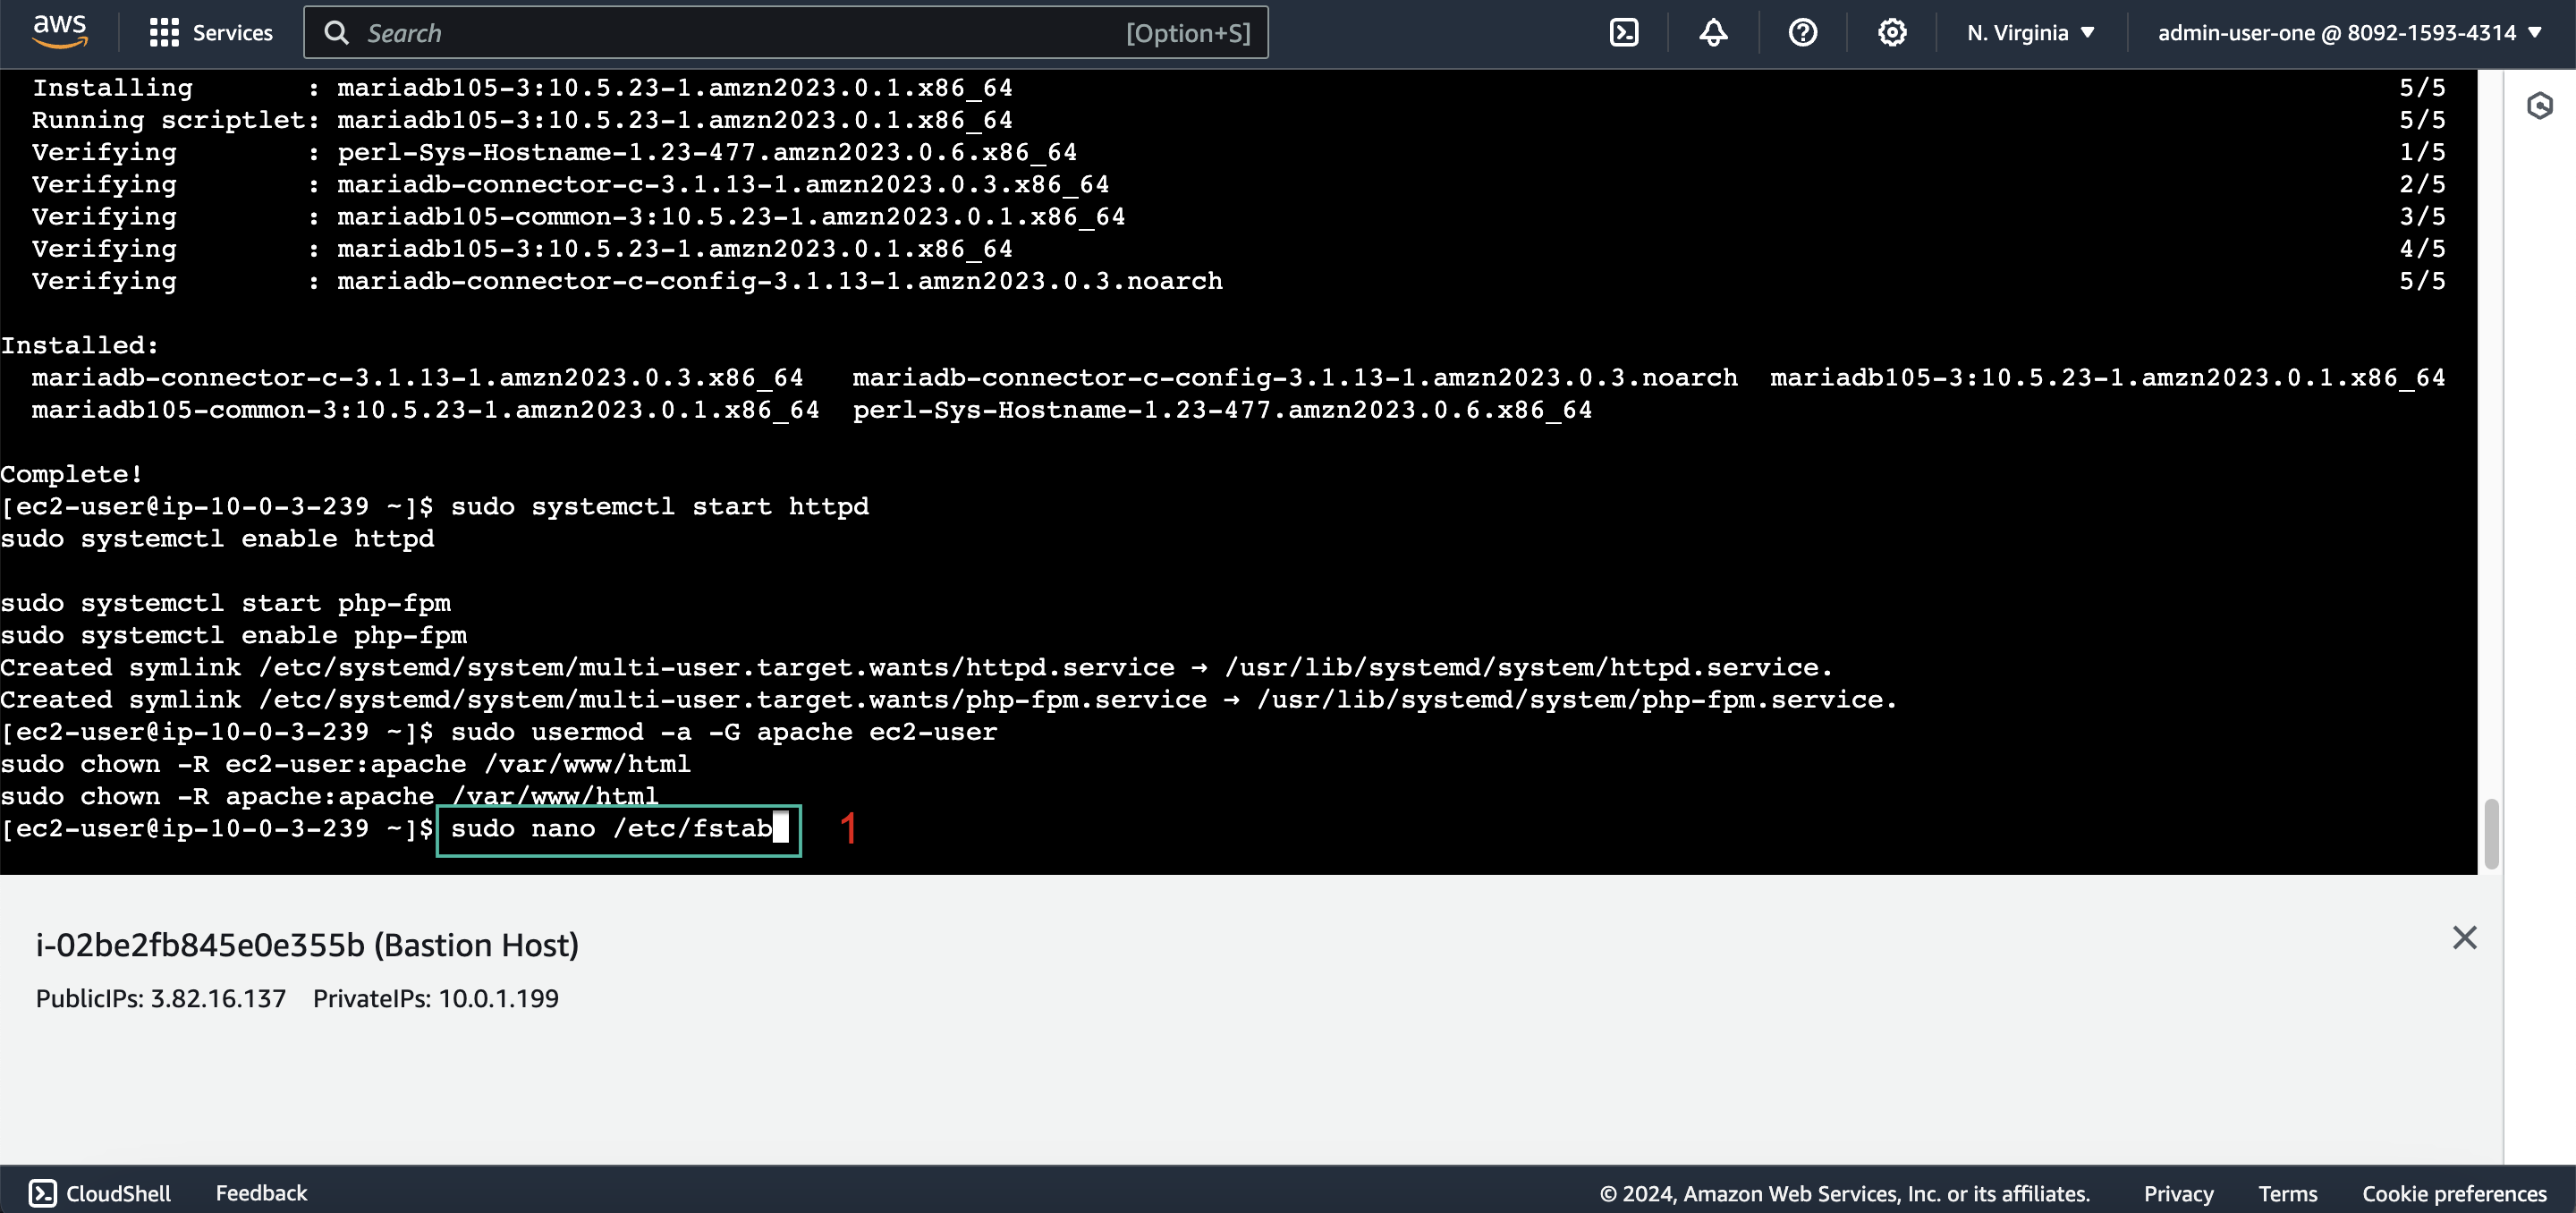 aws Services Search [Option+S] N. Virginia ▼ admin-user-one @ 8092-1593-4314 ▼
Installing : mariadb105-3:10.5.23-1.amzn2023.0.1.x86_64 5/5
Running scriptlet: mariadb105-3:10.5.23-1.amzn2023.0.1.x86_64 5/5
Verifying : perl-Sys-Hostname-1.23-477.amzn2023.0.6.x86_64 1/5
Verifying : mariadb-connector-c-3.1.13-1.amzn2023.0.3.x86_64 2/5
Verifying : mariadb105-common-3:10.5.23-1.amzn2023.0.1.x86_64 3/5
Verifying : mariadb105-3:10.5.23-1.amzn2023.0.1.x86_64 4/5
Verifying : mariadb-connector-c-config-3.1.13-1.amzn2023.0.3.noarch 5/5
Installed:
mariadb-connector-c-3.1.13-1.amzn2023.0.3.x86_64 mariadb-connector-c-config-3.1.13-1.amzn2023.0.3.noarch mariadb105-3:10.5.23-1.amzn2023.0.1.x86_64
mariadb105-common-3:10.5.23-1.amzn2023.0.1.x86_64 perl-Sys-Hostname-1.23-477.amzn2023.0.6.x86_64
Complete!
[ec2-user@ip-10-0-3-239 ~]$ sudo systemctl start httpd
sudo systemctl enable httpd
sudo systemctl start php-fpm
sudo systemctl enable php-fpm
Created symlink /etc/systemd/system/multi-user.target.wants/httpd.service → /usr/lib/systemd/system/httpd.service.
Created symlink /etc/systemd/system/multi-user.target.wants/php-fpm.service → /usr/lib/systemd/system/php-fpm.service.
[ec2-user@ip-10-0-3-239 ~]$ sudo usermod -a -G apache ec2-user
sudo chown -R ec2-user:apache /var/www/html
sudo chown -R apache:apache /var/www/html
[ec2-user@ip-10-0-3-239 ~]$ sudo nano /etc/fstab 1
i-02be2fb845e0e355b (Bastion Host)
PublicIPs: 3.82.16.137 PrivateIPs: 10.0.1.199
CloudShell Feedback © 2024, Amazon Web Services, Inc. or its affiliates. Privacy Terms Cookie preferences